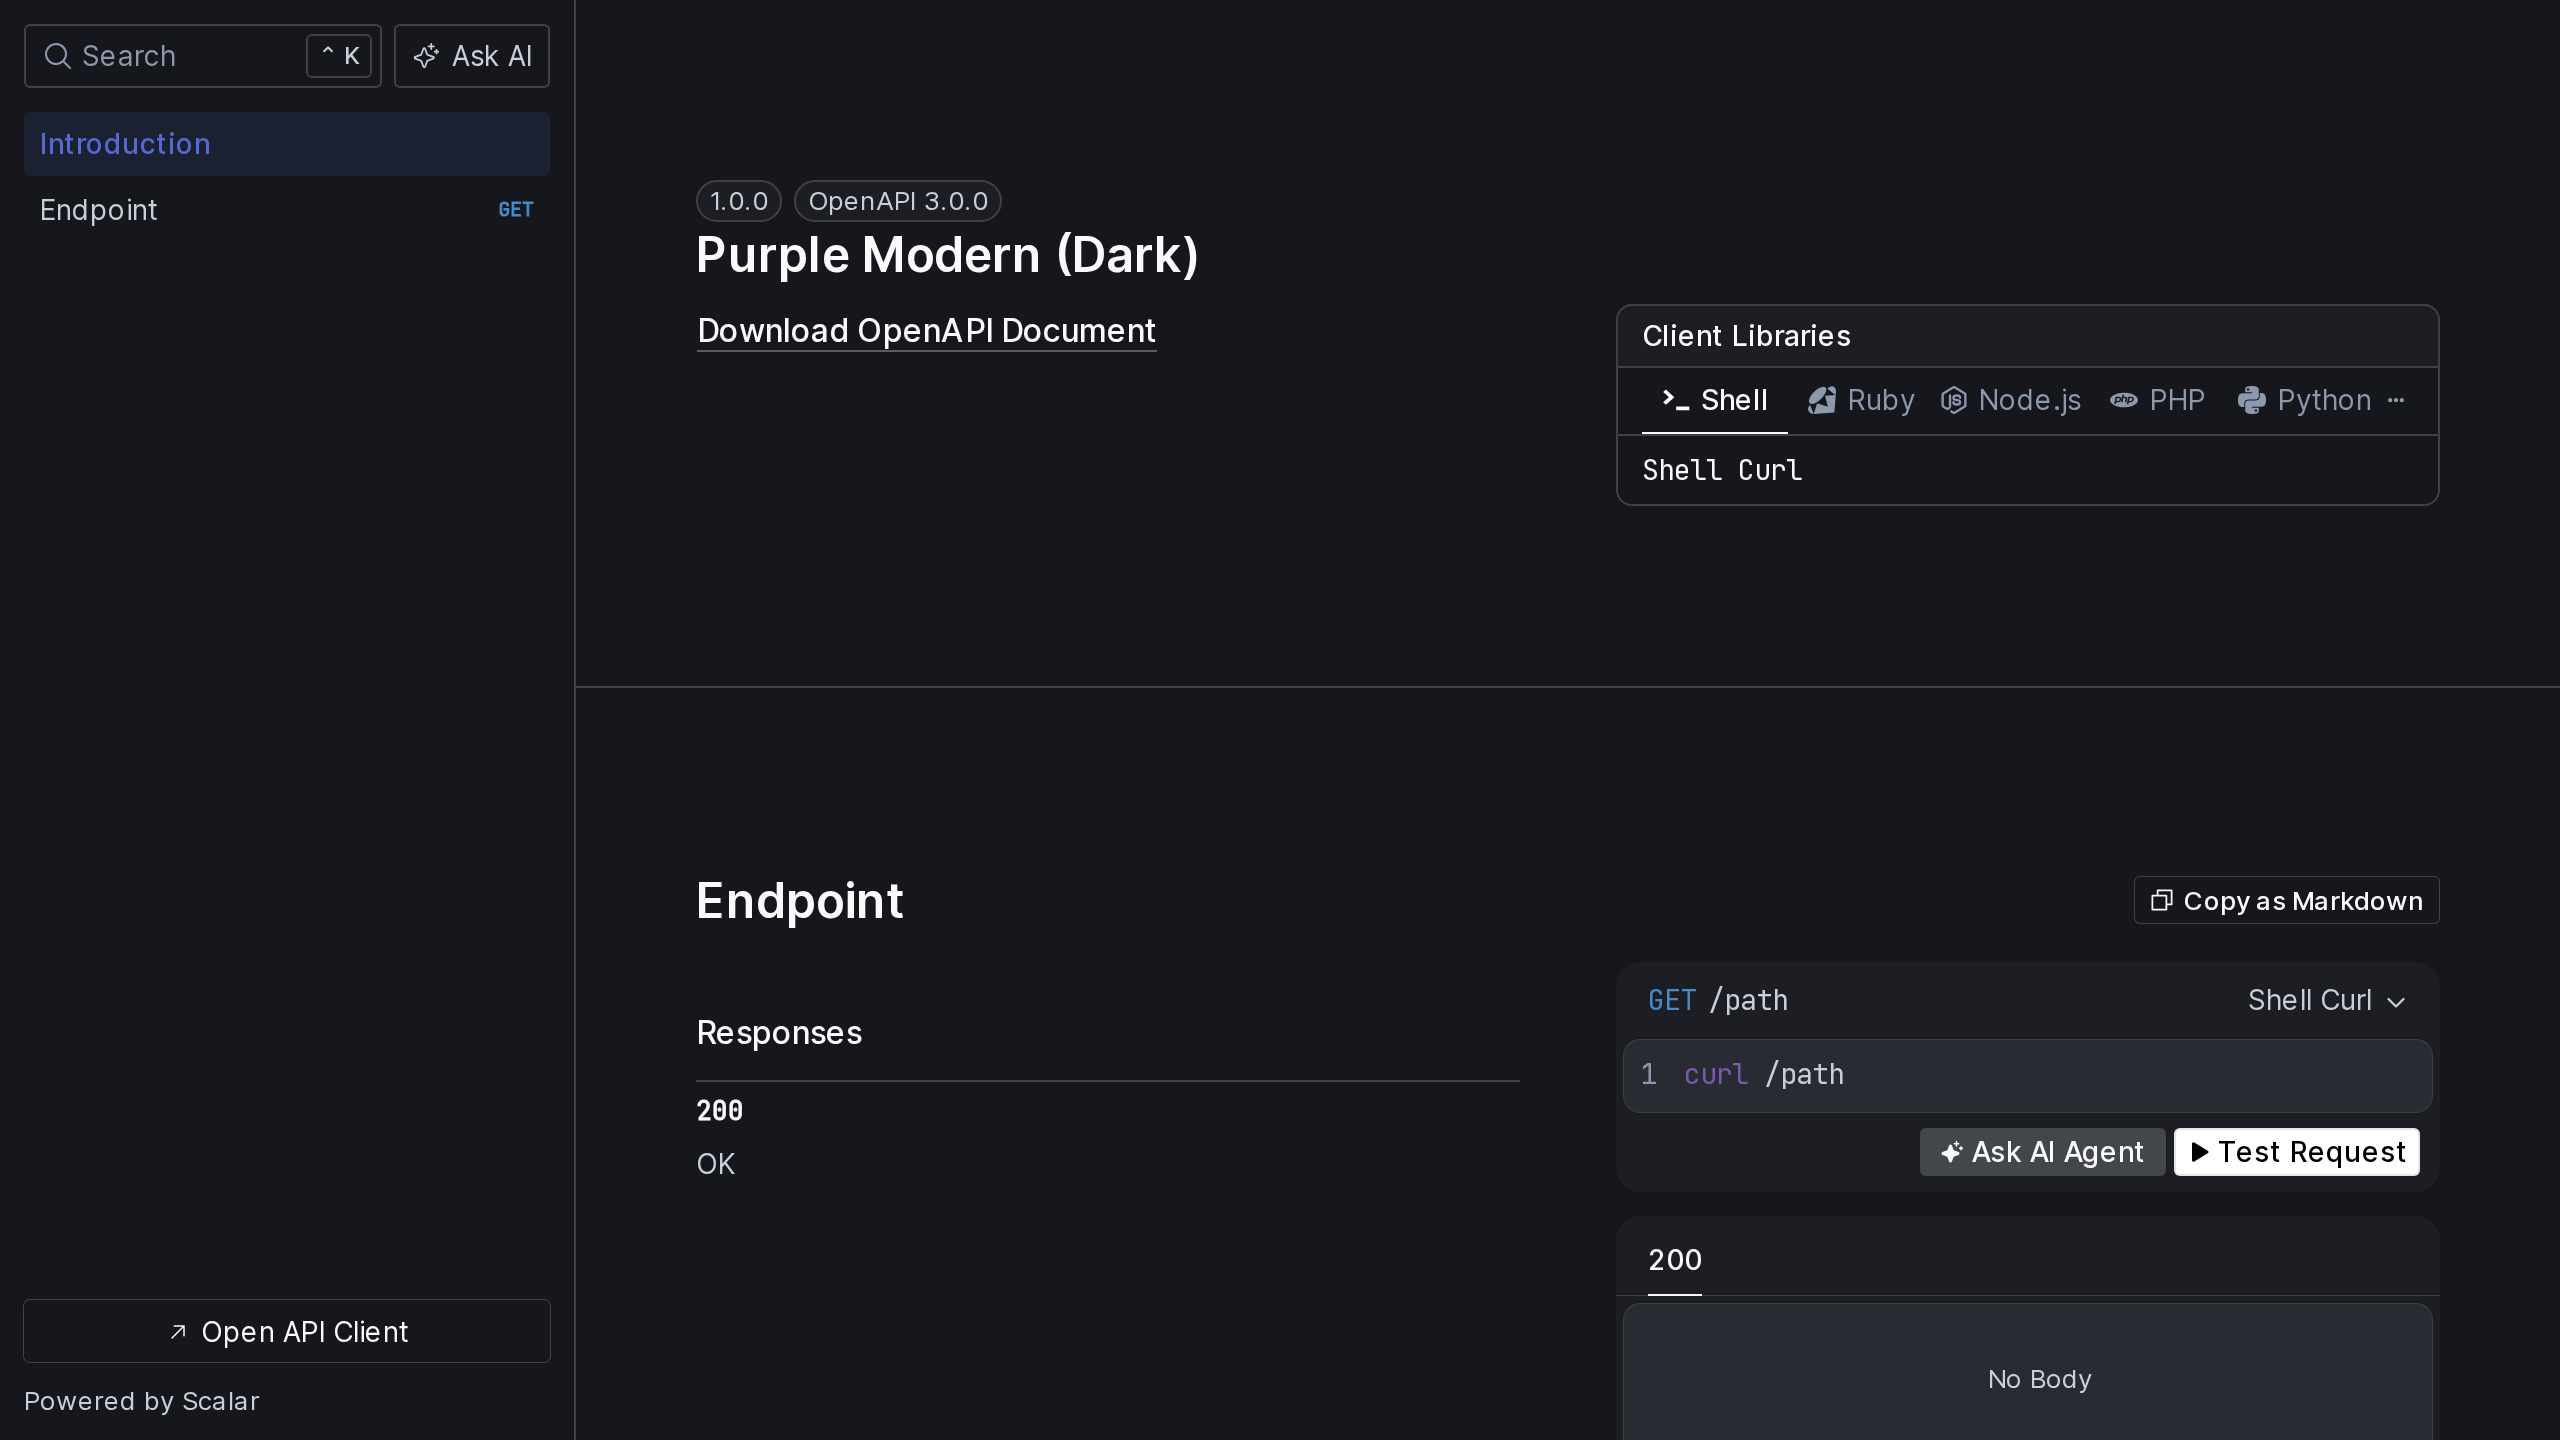 Search
⌃ K
Ask AI
Introduction
Endpoint
GET
Open API Client
Powered by Scalar
1.0.0
OpenAPI 3.0.0
Purple Modern (Dark)
Download OpenAPI Document
Client Libraries
Shell
Ruby
Node.js
PHP
Python
Shell Curl
Endpoint
Copy as Markdown
Responses
200
OK
GET /path
Shell Curl
1 curl /path
Ask AI Agent
Test Request
200
No Body